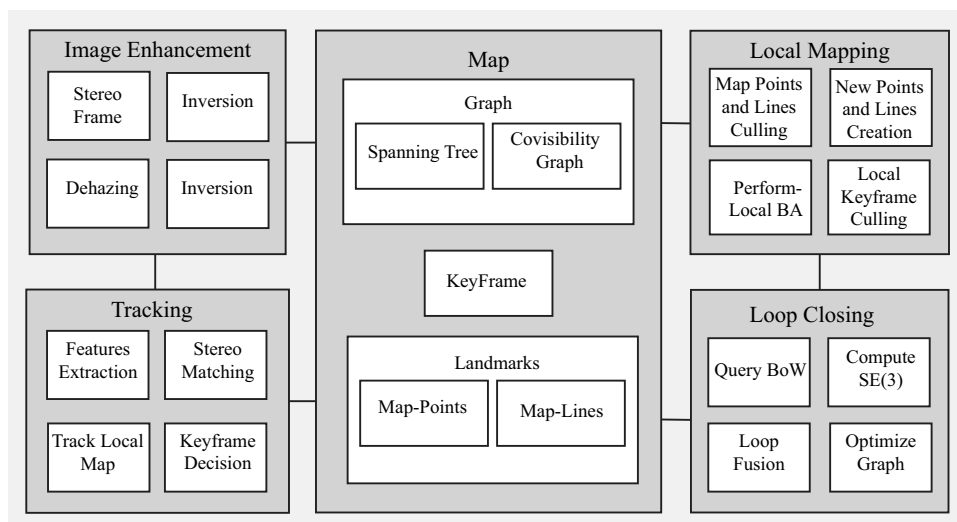 Image Enhancement
Stereo
Frame
Inversion
Dehazing
Inversion
Tracking
Features
Extraction
Stereo
Matching
Track Local
Map
Keyframe
Decision
Map
Graph
Spanning Tree
Covisibility
Graph
KeyFrame
Landmarks
Map-Points
Map-Lines
Local Mapping
Map Points
and Lines
Culling
New Points
and Lines
Creation
Perform-
Local BA
Local
Keyframe
Culling
Loop Closing
Query BoW
Compute
SE(3)
Loop
Fusion
Optimize
Graph